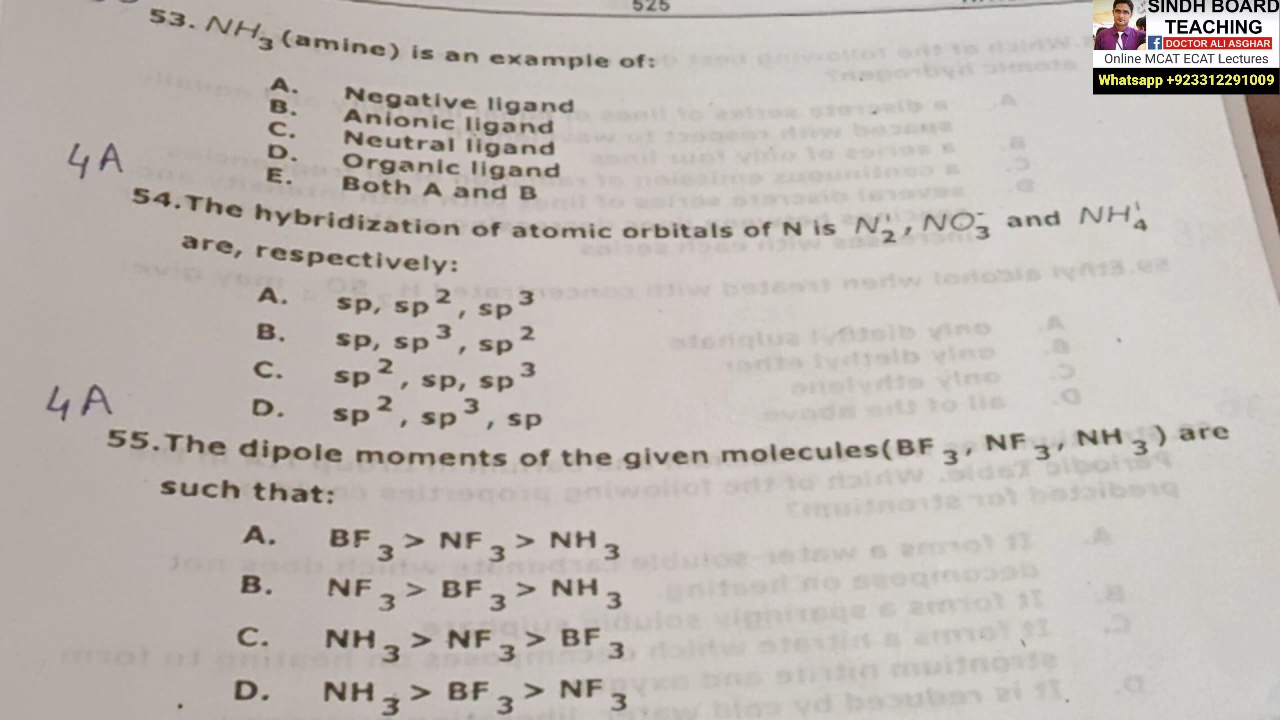 525
SINDH BOARD
TEACHING
DOCTOR ALI ASGHAR
Online MCAT ECAT Lectures
Whatsapp +923312291009
53. NH₃ (amine) is an example of:
A. Negative ligand
B. Anionic ligand
C. Neutral ligand
D. Organic ligand
E. Both A and B
4A
54.The hybridization of atomic orbitals of N is N₂, NO₃⁻ and NH₄
are, respectively:
A. sp, sp², sp³
B. sp, sp³, sp²
C. sp², sp, sp³
D. sp², sp³, sp
4A
55.The dipole moments of the given molecules(BF₃, NF₃, NH₃) are
such that:
A. BF₃ > NF₃ > NH₃
B. NF₃ > BF₃ > NH₃
C. NH₃ > NF₃ > BF₃
D. NH₃ > BF₃ > NF₃